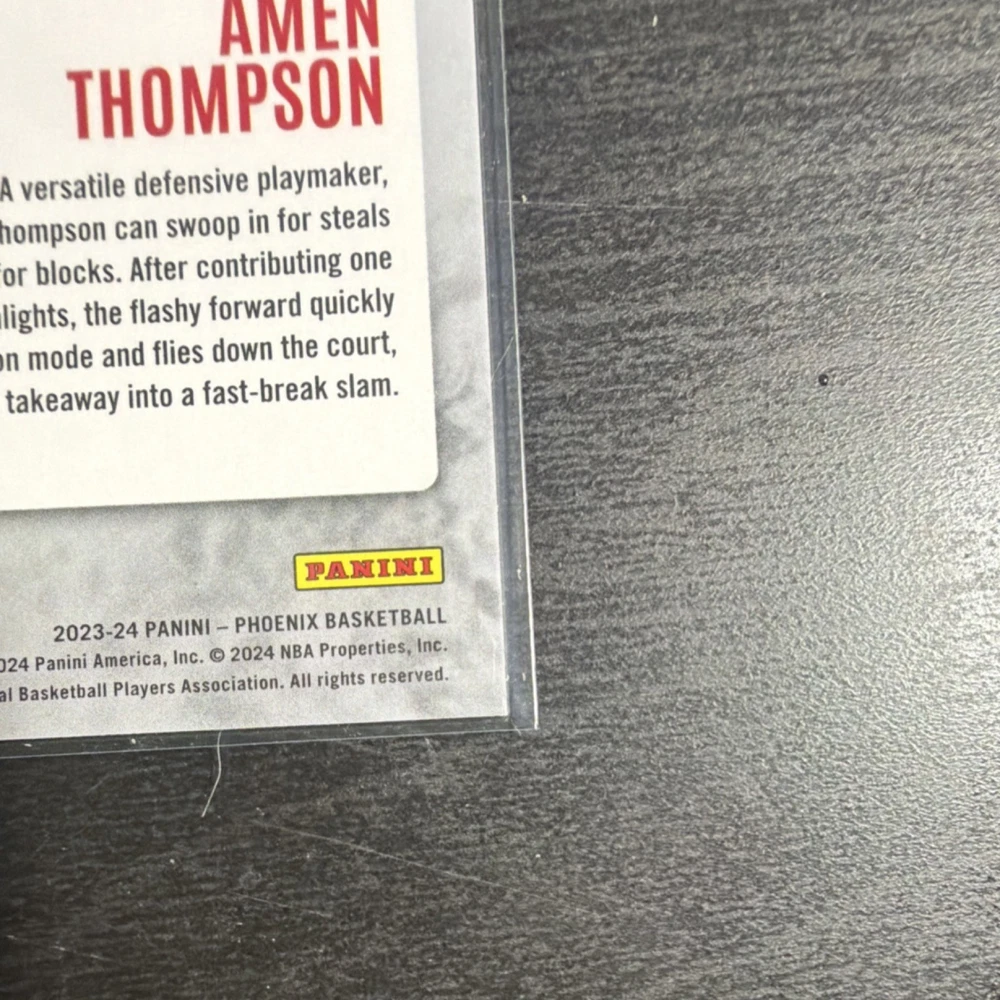 AMEN
THOMPSON
A versatile defensive playmaker,
hompson can swoop in for steals
or blocks. After contributing one
lights, the flashy forward quickly
on mode and flies down the court,
takeaway into a fast-break slam.
PANINI
2023-24 PANINI – PHOENIX BASKETBALL
024 Panini America, Inc. © 2024 NBA Properties, Inc.
al Basketball Players Association. All rights reserved.